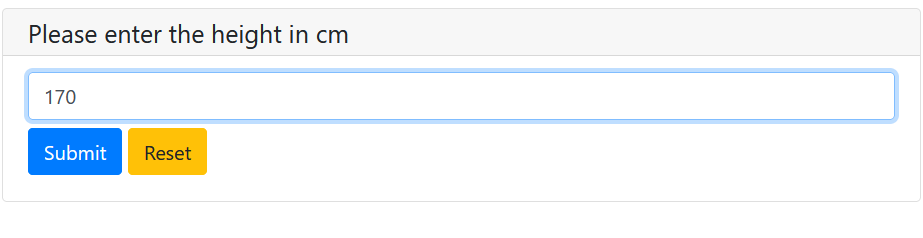 Please enter the height in cm
170
Submit Reset